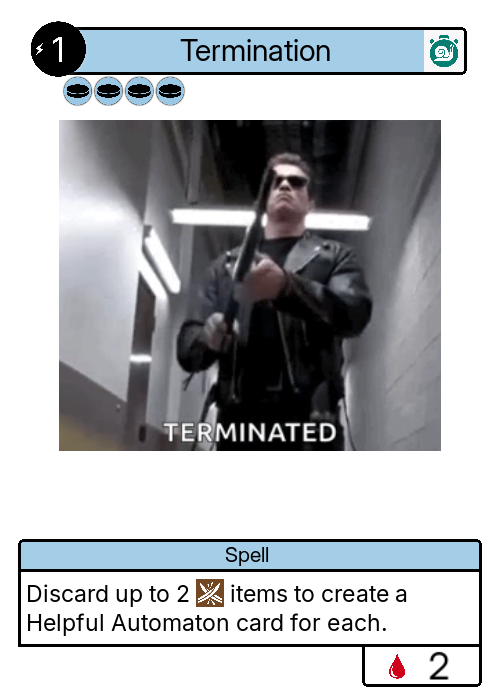 1
Termination
TERMINATED
Spell
Discard up to 2 items to create a
Helpful Automaton card for each.
2